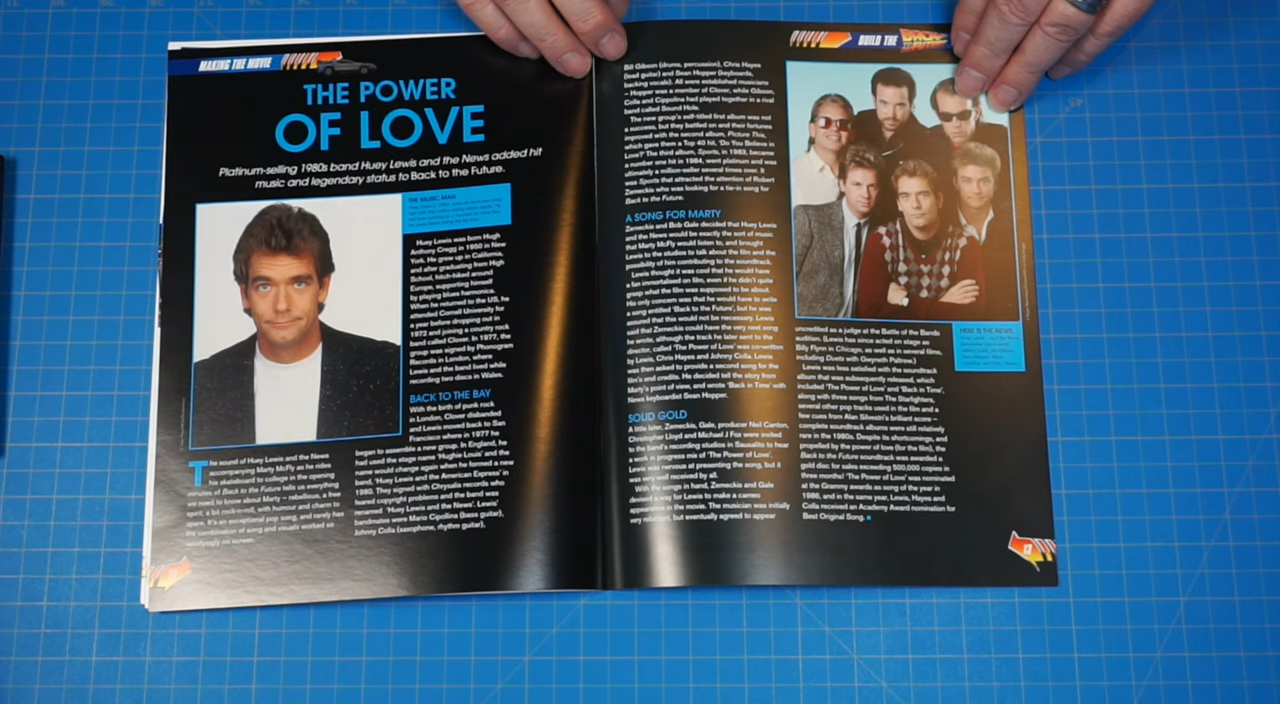 MAKING THE MOVIE
THE POWER
OF LOVE
Platinum-selling 1980s band Huey Lewis and the News added hit
music and legendary status to Back to the Future.
THE MUSIC MAN
Huey Lewis was born Hugh
Anthony Cregg in 1950 in New
York. He grew up in California,
and after graduating from High
School, hitch-hiked around
Europe, supporting himself
by playing blues harmonica.
When he returned to the US, he
attended Cornell University for
a year before dropping out in
1972 and joining a country rock
band called Clover. In 1977, the
group was signed by Phonogram
Records in London, where
Lewis and the band lived while
recording two discs in Wales.
BACK TO THE BAY
With the birth of punk rock
in London, Clover disbanded
and Lewis moved back to San
Francisco where in 1977 he
The sound of Huey Lewis and the News
accompanying Marty McFly as he rides
his skateboard to college in the opening
minutes of Back to the Future tells us everything
we need to know about Marty – rebellious, a free
spirit, a bit rock-n-roll, with humour and charm to
spare. It's an exceptional pop song, and rarely has
the combination of song and visuals worked so
satisfyingly on screen.
began to assemble a new group. In England, he
had used the stage name 'Hughie Louis' and the
name would change again when he formed a new
band, 'Huey Lewis and the American Express' in
1980. They signed with Chrysalis records who
feared copyright problems and the band was
renamed 'Huey Lewis and the News'. Lewis'
bandmates were Mario Cipollina (bass guitar),
Johnny Colla (saxophone, rhythm guitar),
BUILD THE
BACK
Bill Gibson (drums, percussion), Chris Hayes
(lead guitar) and Sean Hopper (keyboards,
backing vocals). All were established musicians
– Hopper was a member of Clover, while Gibson,
Colla and Cippolina had played together in a rival
band called Sound Hole.
The new group's self-titled first album was not
a success, but they battled on and their fortunes
improved with the second album, Picture This,
which gave them a Top 40 hit, 'Do You Believe in
Love?' The third album, Sports, in 1983, became
a number one hit in 1984, went platinum and was
ultimately a million-seller several times over. It
was Sports that attracted the attention of Robert
Zemeckis who was looking for a tie-in song for
Back to the Future.
A SONG FOR MARTY
Zemeckis and Bob Gale decided that Huey Lewis
and the News would be exactly the sort of music
that Marty McFly would listen to, and brought
Lewis to the studios to talk about the film and the
possibility of him contributing to the soundtrack.
Lewis thought it was cool that he would have
a fan immortalised on film, even if he didn't quite
grasp what the film was supposed to be about.
His only concern was that he would have to write
a song entitled 'Back to the Future', but he was
assured that this would not be necessary. Lewis
said that Zemeckis could have the very next song
he wrote, although the track he later sent to the
director, called 'The Power of Love' was co-written
by Lewis, Chris Hayes and Johnny Colla. Lewis
was then asked to provide a second song for the
film's end credits. He decided tell the story from
Marty's point of view, and wrote 'Back in Time' with
News keyboardist Sean Hopper.
SOLID GOLD
A little later, Zemeckis, Gale, producer Neil Canton,
Christopher Lloyd and Michael J Fox were invited
to the band's recording studios in Sausalito to hear
a work in progress mix of 'The Power of Love'.
Lewis was nervous at presenting the song, but it
was very well received by all.
With the songs in hand, Zemeckis and Gale
devised a way for Lewis to make a cameo
appearance in the movie. The musician was initially
very reluctant, but eventually agreed to appear
uncredited as a judge at the Battle of the Bands
audition. (Lewis has since acted on stage as
Billy Flynn in Chicago, as well as in several films,
including Duets with Gwyneth Paltrow.)
Lewis was less satisfied with the soundtrack
album that was subsequently released, which
included 'The Power of Love' and 'Back in Time',
along with three songs from The Starlighters,
several other pop tracks used in the film and a
few cues from Alan Silvestri's brilliant score –
complete soundtrack albums were still relatively
rare in the 1980s. Despite its shortcomings, and
propelled by the power of love (for the film), the
Back to the Future soundtrack was awarded a
gold disc for sales exceeding 500,000 copies in
three months! 'The Power of Love' was nominated
at the Grammy awards as song of the year in
1986, and in the same year, Lewis, Hayes and
Colla received an Academy Award nomination for
Best Original Song.
HERE IS THE NEWS
13